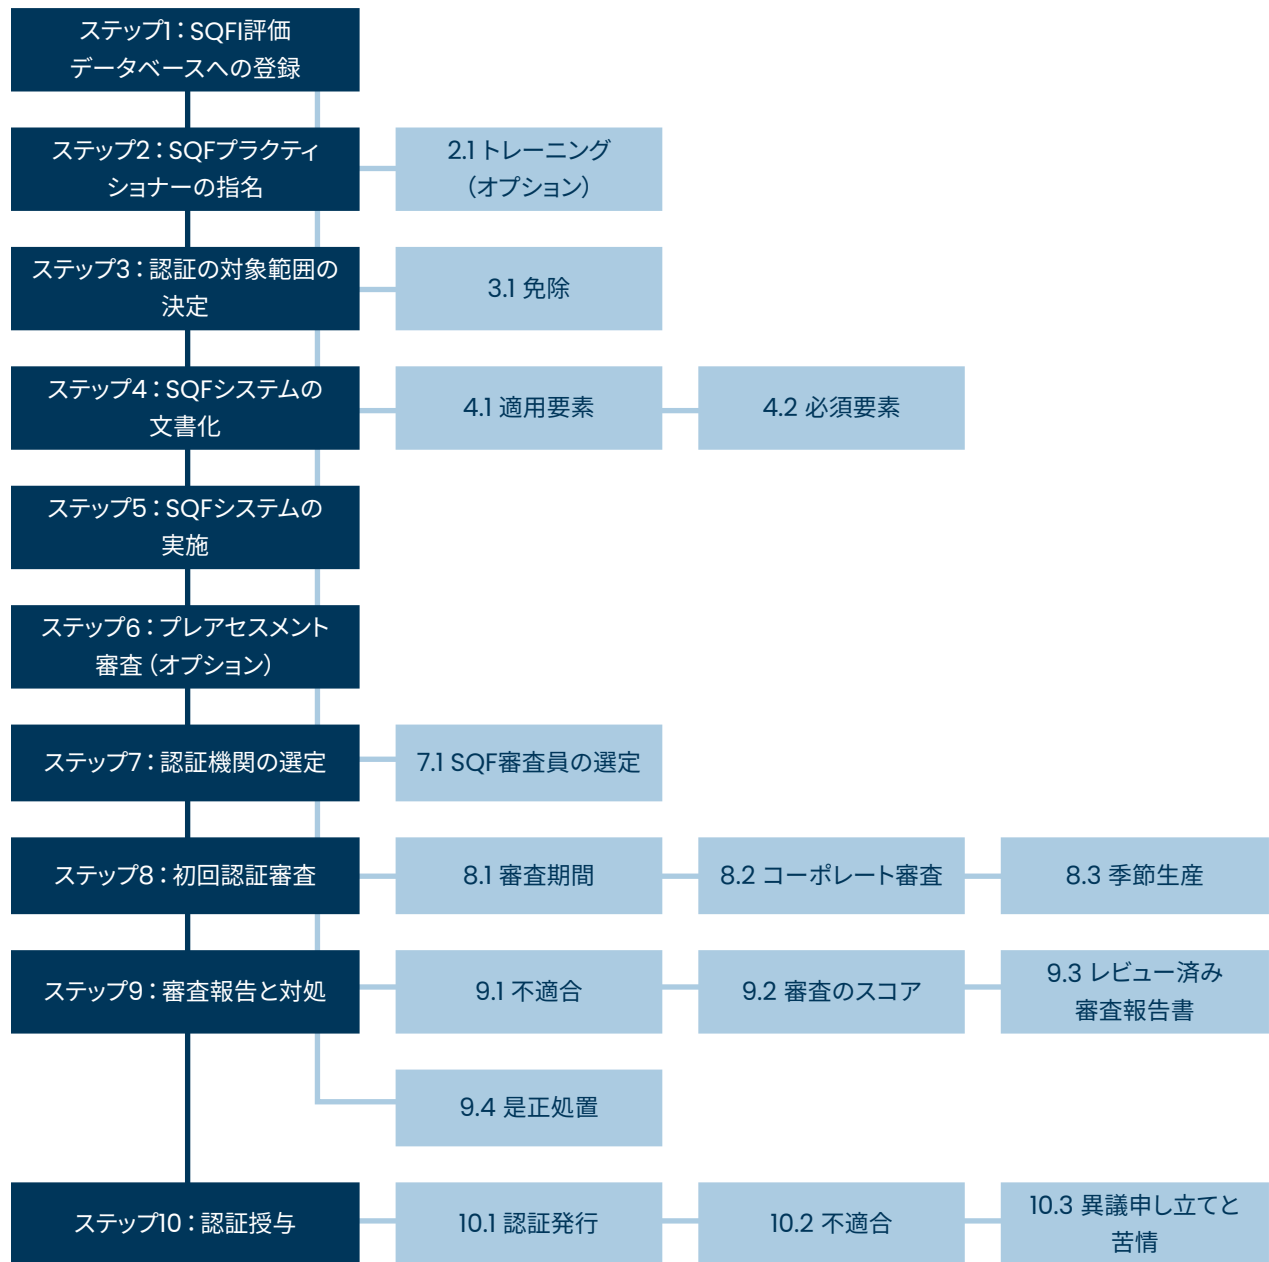 ステップ1：SQFI評価
データベースへの登録
ステップ2：SQFプラクティ
ショナーの指名
2.1 トレーニング
（オプション）
ステップ3：認証の対象範囲の
決定
3.1 免除
ステップ4：SQFシステムの
文書化
4.1 適用要素
4.2 必須要素
ステップ5：SQFシステムの
実施
ステップ6：プレアセスメント
審査（オプション）
ステップ7：認証機関の選定
7.1 SQF審査員の選定
ステップ8：初回認証審査
8.1 審査期間
8.2 コーポレート審査
8.3 季節生産
ステップ9：審査報告と対処
9.1 不適合
9.2 審査のスコア
9.3 レビュー済み
審査報告書
9.4 是正処置
ステップ10：認証授与
10.1 認証発行
10.2 不適合
10.3 異議申し立てと
苦情